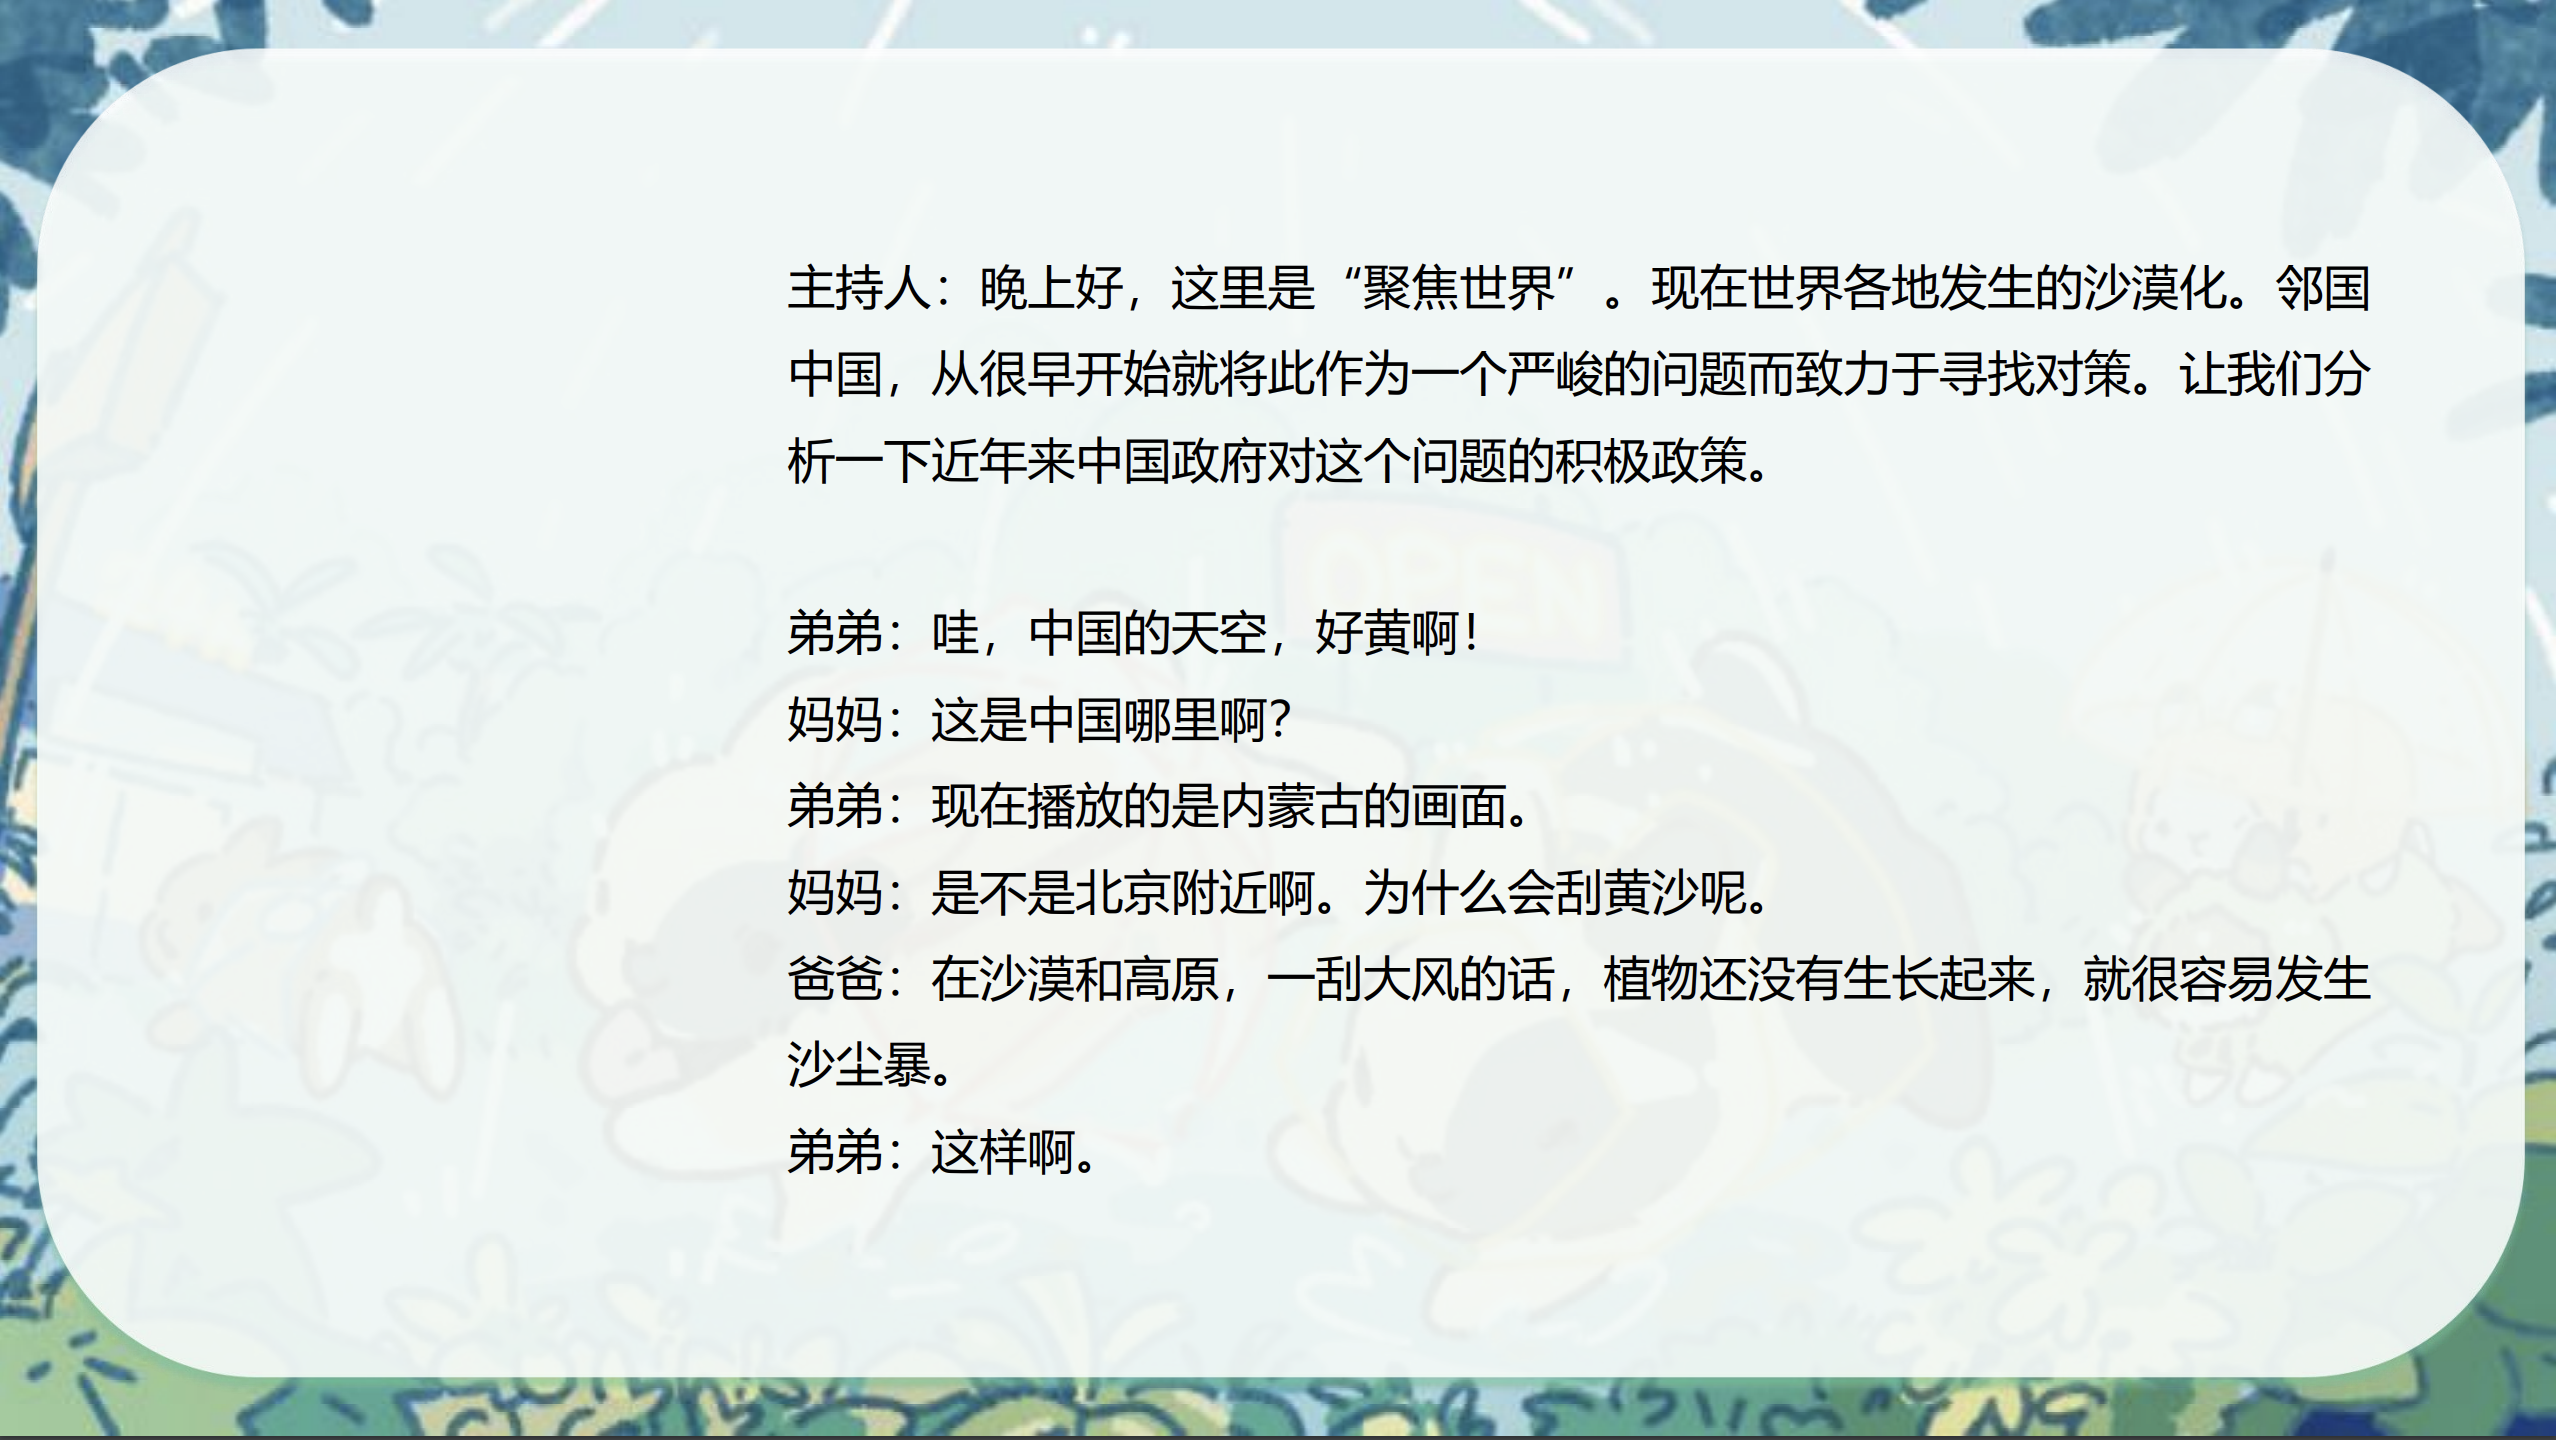 主持人：晚上好，这里是“聚焦世界”。现在世界各地发生的沙漠化。邻国
中国，从很早开始就将此作为一个严峻的问题而致力于寻找对策。让我们分
析一下近年来中国政府对这个问题的积极政策。
弟弟：哇，中国的天空，好黄啊！
妈妈：这是中国哪里啊？
弟弟：现在播放的是内蒙古的画面。
妈妈：是不是北京附近啊。为什么会刮黄沙呢。
爸爸：在沙漠和高原，一刮大风的话，植物还没有生长起来，就很容易发生
沙尘暴。
弟弟：这样啊。
OPEN